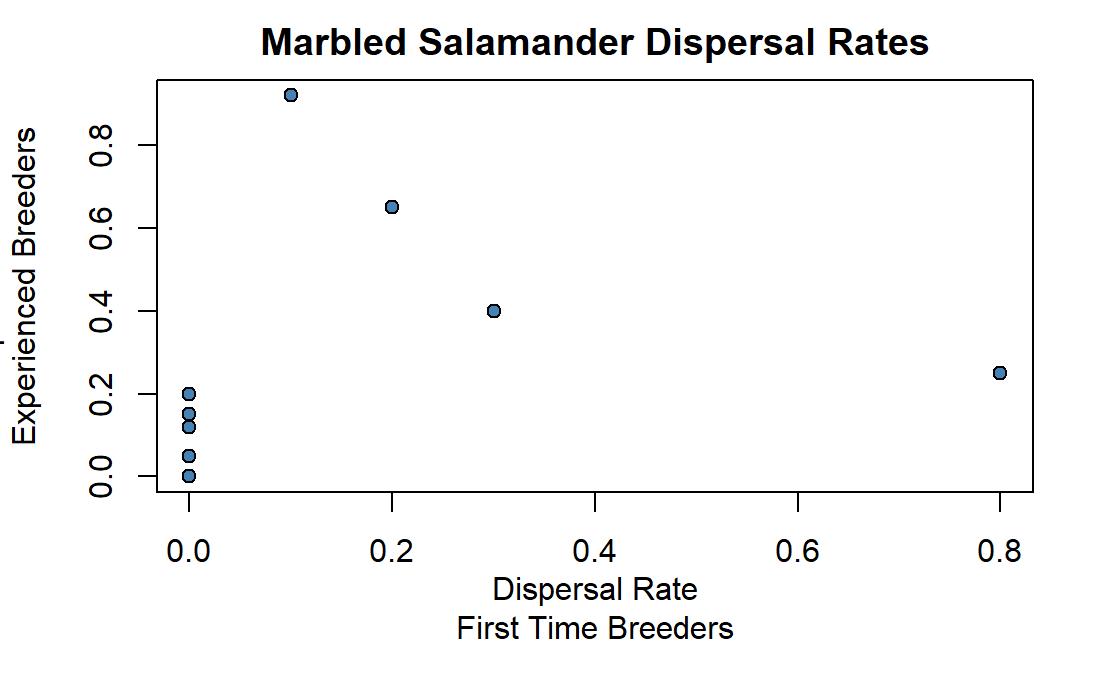 Marbled Salamander Dispersal Rates
Experienced Breeders
0.8
0.6
0.4
0.2
0.0
0.0 0.2 0.4 0.6 0.8
Dispersal Rate
First Time Breeders